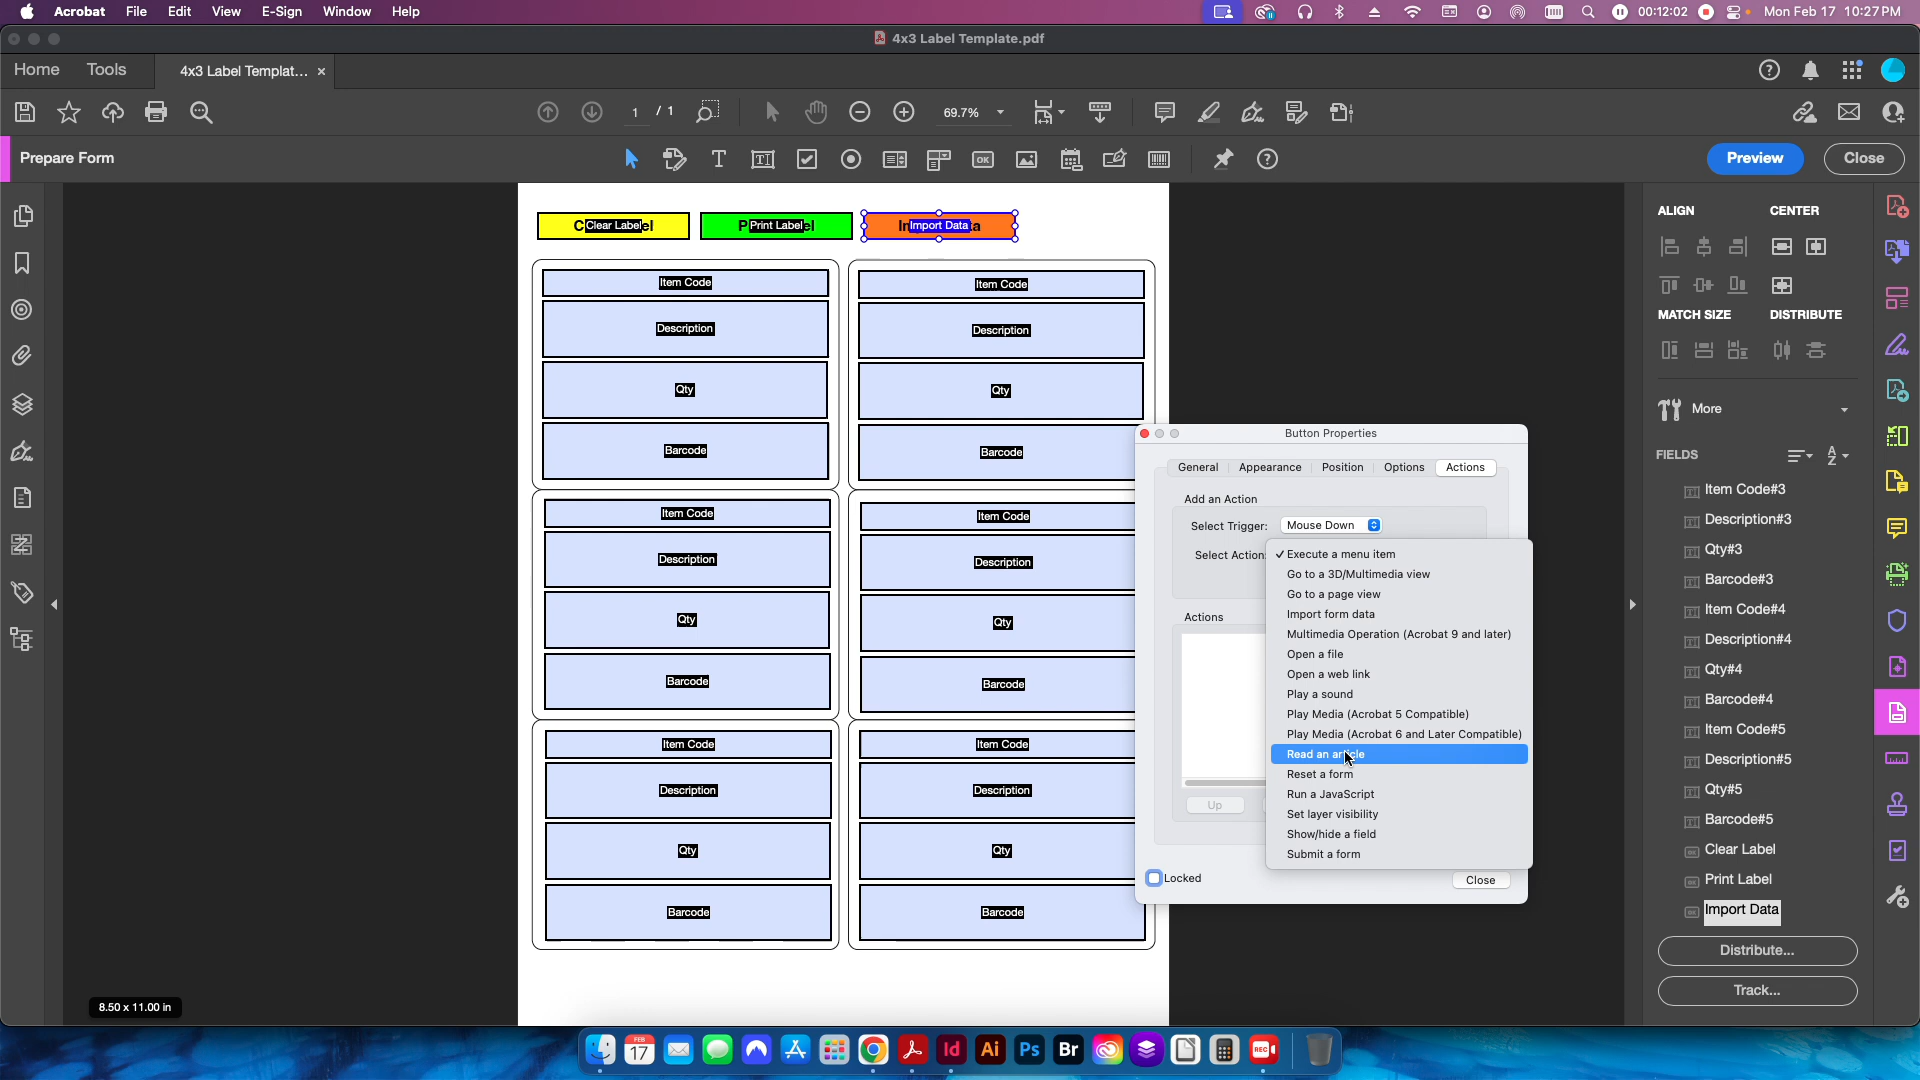 Acrobat File Edit View E-Sign Window Help 00:12:02 Mon Feb 17 10:27 PM
4x3 Label Template.pdf
Home Tools 4x3 Label Templat... ×
1 / 1 69.7%
Prepare Form Preview Close
Clear Label Print Label Import Data
Item Code Item Code
Description Description
Qty Qty
Barcode Barcode
Item Code Item Code
Description Description
Qty Qty
Barcode Barcode
Item Code Item Code
Description Description
Qty Qty
Barcode Barcode
8.50 x 11.00 in
Button Properties
General Appearance Position Options Actions
Add an Action
Select Trigger: Mouse Down
Select Action:
✓ Execute a menu item
Go to a 3D/Multimedia view
Go to a page view
Import form data
Multimedia Operation (Acrobat 9 and later)
Open a file
Open a web link
Play a sound
Play Media (Acrobat 5 Compatible)
Play Media (Acrobat 6 and Later Compatible)
Read an article
Reset a form
Run a JavaScript
Set layer visibility
Show/hide a field
Submit a form
Actions
Up
Locked
Close
ALIGN CENTER
MATCH SIZE DISTRIBUTE
More
FIELDS
Item Code#3
Description#3
Qty#3
Barcode#3
Item Code#4
Description#4
Qty#4
Barcode#4
Item Code#5
Description#5
Qty#5
Barcode#5
Clear Label
Print Label
Import Data
Distribute...
Track...
FEB
17
Id Ai Ps Br REC